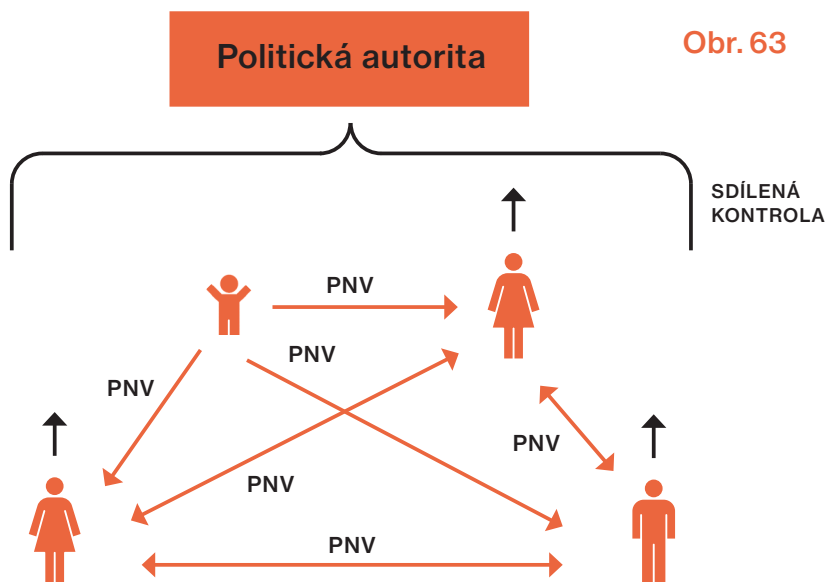 Politická autorita
Obr. 63
SDÍLENÁ
KONTROLA
PNV
PNV
PNV
PNV
PNV
PNV